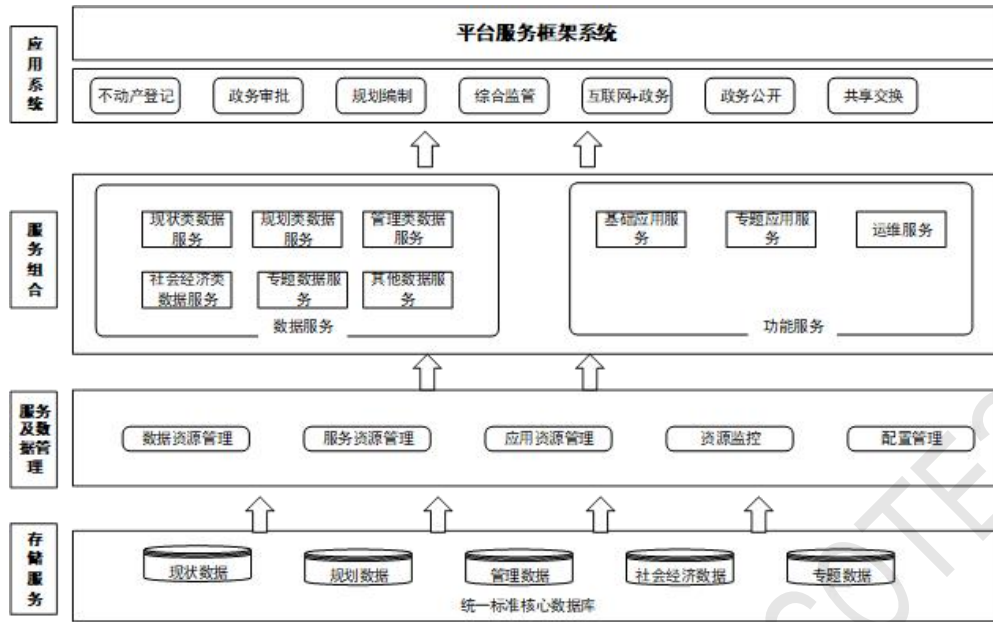 平台服务框架系统
应
用
系
统
不动产登记
政务审批
规划编制
综合监管
互联网+政务
政务公开
共享交换
服
务
组
合
现状类数据
服务
规划类数据
服务
管理类数据
服务
社会经济类
数据服务
专题数据服
务
其他数据服
务
数据服务
基础应用服
务
专题应用服
务
运维服务
功能服务
服务
及数
据管
理
数据资源管理
服务资源管理
应用资源管理
资源监控
配置管理
存
储
服
务
现状数据
规划数据
管理数据
社会经济数据
专题数据
统一标准核心数据库